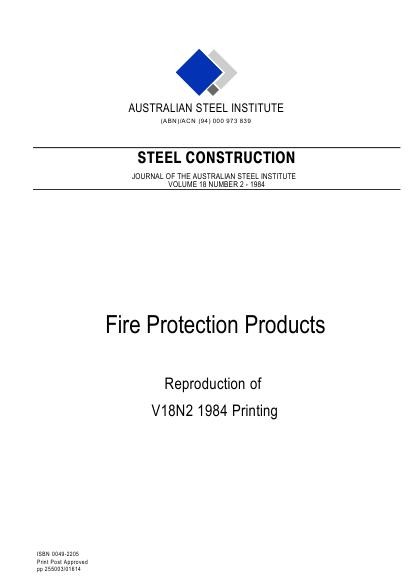 AUSTRALIAN STEEL INSTITUTE
(ABN)/ACN (94) 000 973 839
STEEL CONSTRUCTION
JOURNAL OF THE AUSTRALIAN STEEL INSTITUTE
VOLUME 18 NUMBER 2 - 1984
Fire Protection Products
Reproduction of
V18N2 1984 Printing
ISBN 0049-2205
Print Post Approved
pp 255003/01614